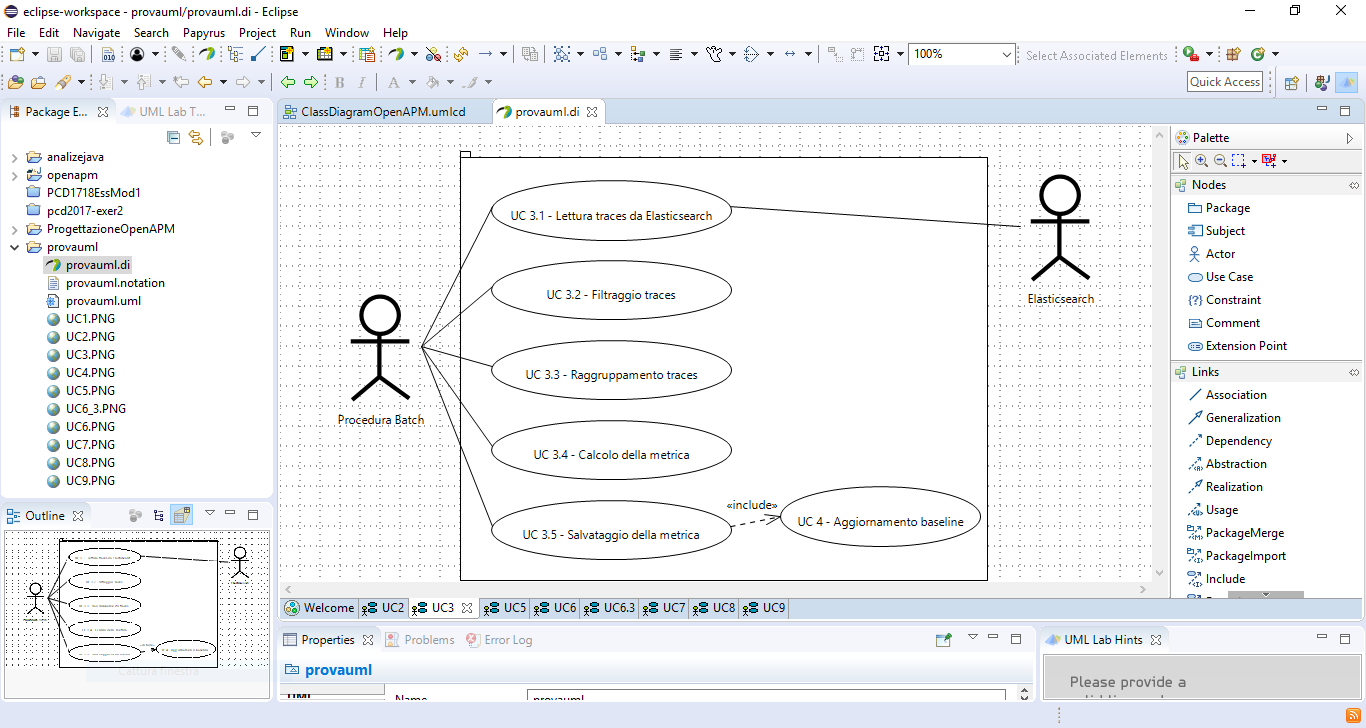 eclipse-workspace - provauml/provauml.di - Eclipse
File Edit Navigate Search Papyrus Project Run Window Help
100%
Select Associated Elements
B I A
Quick Access
Package E...
UML Lab T...
ClassDiagramOpenAPM.umlcd
provauml.di
analizejava
openapm
PCD1718EssMod1
pcd2017-exer2
ProgettazioneOpenAPM
provauml
provauml.di
provauml.notation
provauml.uml
UC1.PNG
UC2.PNG
UC3.PNG
UC4.PNG
UC5.PNG
UC6_3.PNG
UC6.PNG
UC7.PNG
UC8.PNG
UC9.PNG
Outline
Cattura finestra
UC 3.1 - Lettura traces da Elasticsearch
UC 3.2 - Filtraggio traces
UC 3.3 - Raggruppamento traces
UC 3.4 - Calcolo della metrica
UC 3.5 - Salvataggio della metrica
«include»
UC 4 - Aggiornamento baseline
Procedura Batch
Elasticsearch
Palette
Nodes
Package
Subject
Actor
Use Case
Constraint
Comment
Extension Point
Links
Association
Generalization
Dependency
Abstraction
Realization
Usage
PackageMerge
PackageImport
Include
Welcome UC2 UC3 UC5 UC6 UC6.3 UC7 UC8 UC9
Properties
Problems
Error Log
provauml
UML
Name
provauml
UML Lab Hints
Please provide a